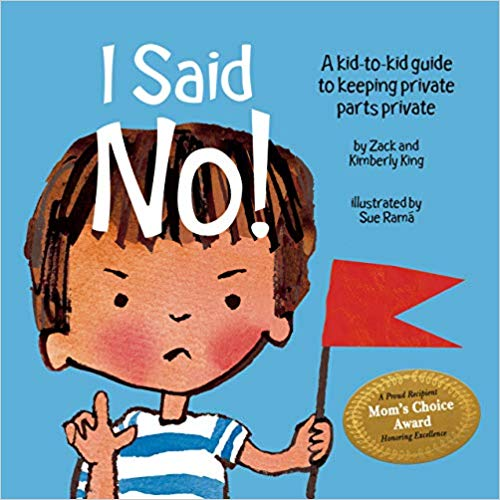 I Said
No!
A kid-to-kid guide
to keeping private
parts private
by Zack and
Kimberly King
illustrated by
Sue Ramá
A Proud Recipient
Mom's Choice
Award
Honoring Excellence